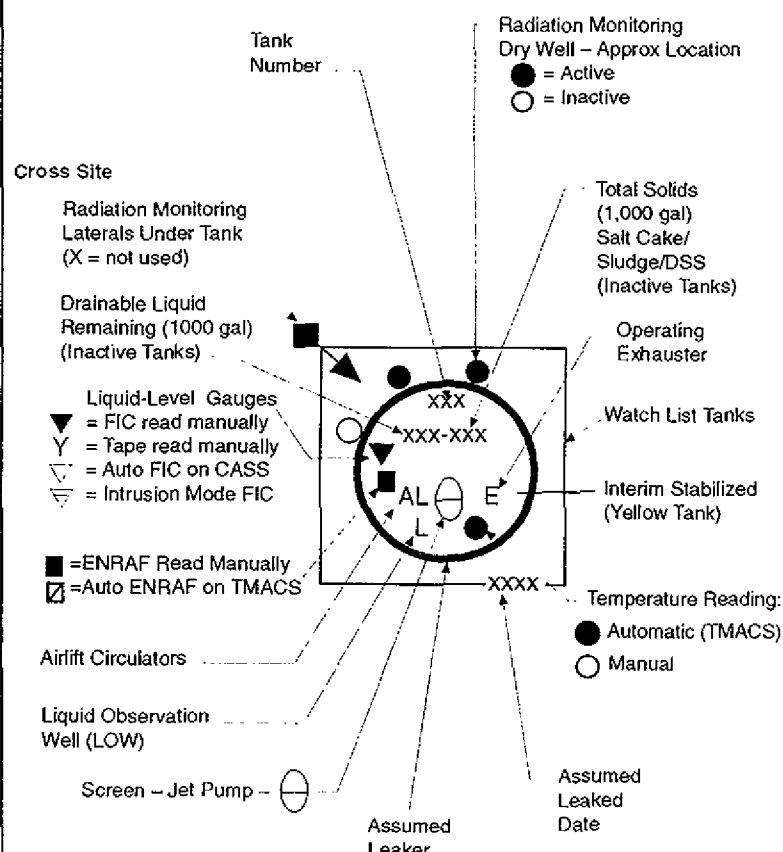 Tank
Number
Radiation Monitoring
Dry Well – Approx Location
= Active
= Inactive
Cross Site
Radiation Monitoring
Laterals Under Tank
(X = not used)
Total Solids
(1,000 gal)
Salt Cake/
Sludge/DSS
(Inactive Tanks)
Drainable Liquid
Remaining (1000 gal)
(Inactive Tanks)
Operating
Exhauster
Liquid-Level Gauges
= FIC read manually
Y = Tape read manually
= Auto FIC on CASS
= Intrusion Mode FIC
XXX
XXX-XXX
AL
E
L
XXXX
Watch List Tanks
Interim Stabilized
(Yellow Tank)
=ENRAF Read Manually
=Auto ENRAF on TMACS
Temperature Reading:
Automatic (TMACS)
Manual
Airlift Circulators
Liquid Observation
Well (LOW)
Screen – Jet Pump –
Assumed
Leaker
Assumed
Leaked
Date